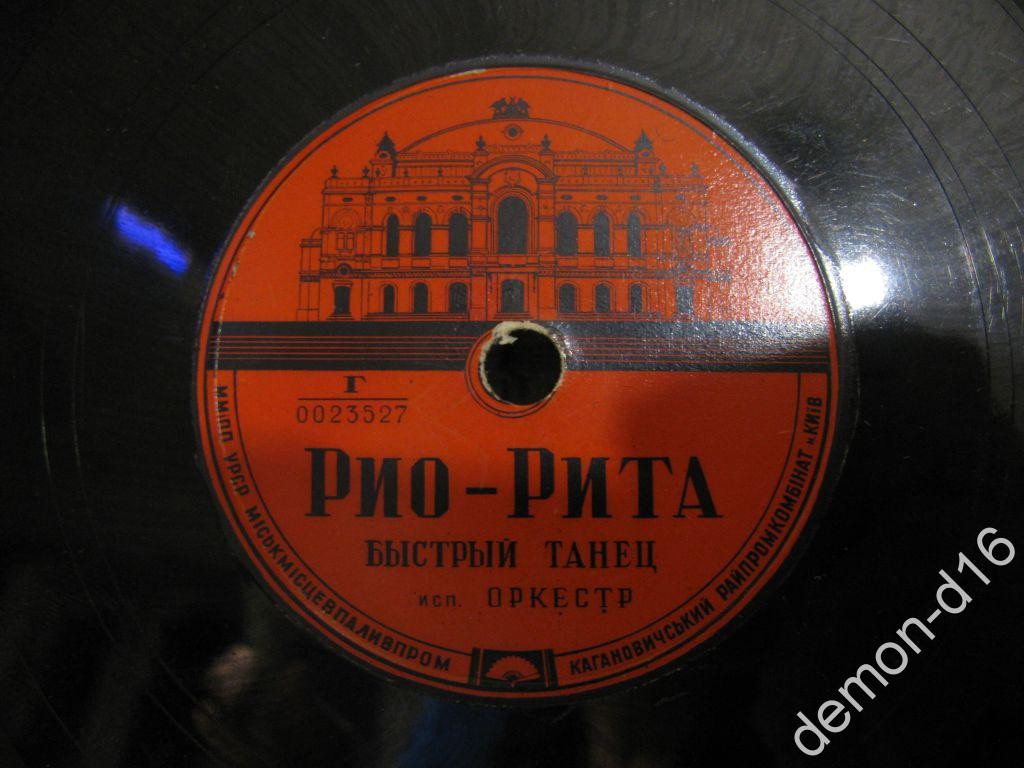 Г
0023527
РИО-РИТА
БЫСТРЫЙ ТАНЕЦ
исп. ОРКЕСТР
ММПП УРСР МІСЬКМІСЦЕВПАЛИВПРОМ
КАГАНОВИЧСЬКИЙ РАЙПРОМКОМБІНАТ м КИЇВ
demon-d16